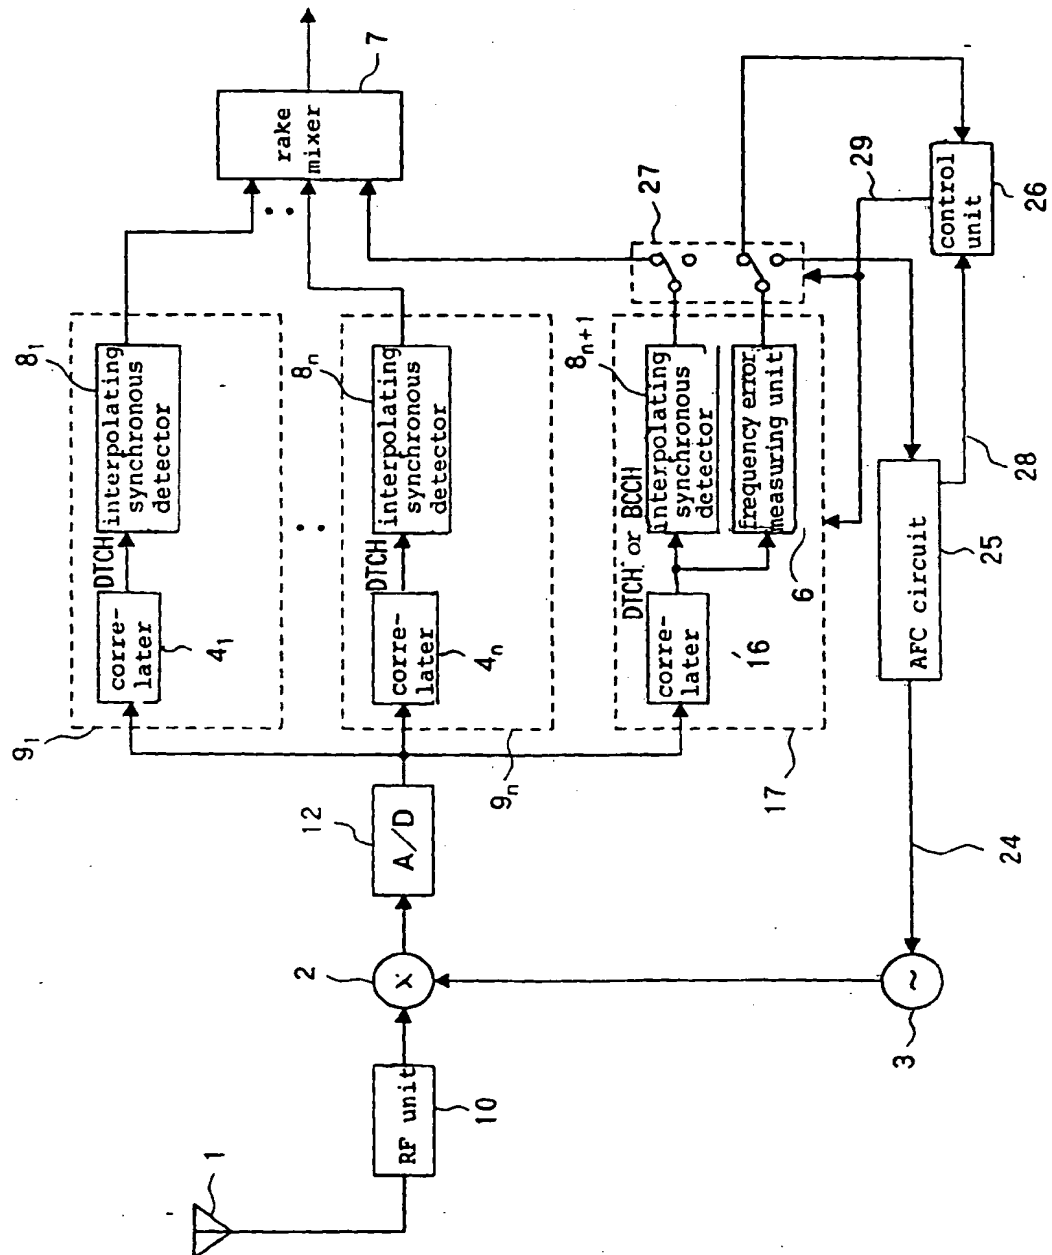 1
RF unit
10
2
X
3
~
24
12
A/D
9₁
corre-
later
4₁
DTCH
interpolating
synchronous
detector
8₁
9ₙ
corre-
later
4ₙ
DTCH
interpolating
synchronous
detector
8ₙ
17
corre-
later
16
DTCH or BCCH
interpolating
synchronous
detector
8ₙ₊₁
frequency error
measuring unit
6
27
rake
mixer
7
AFC circuit
25
28
29
control
unit
26